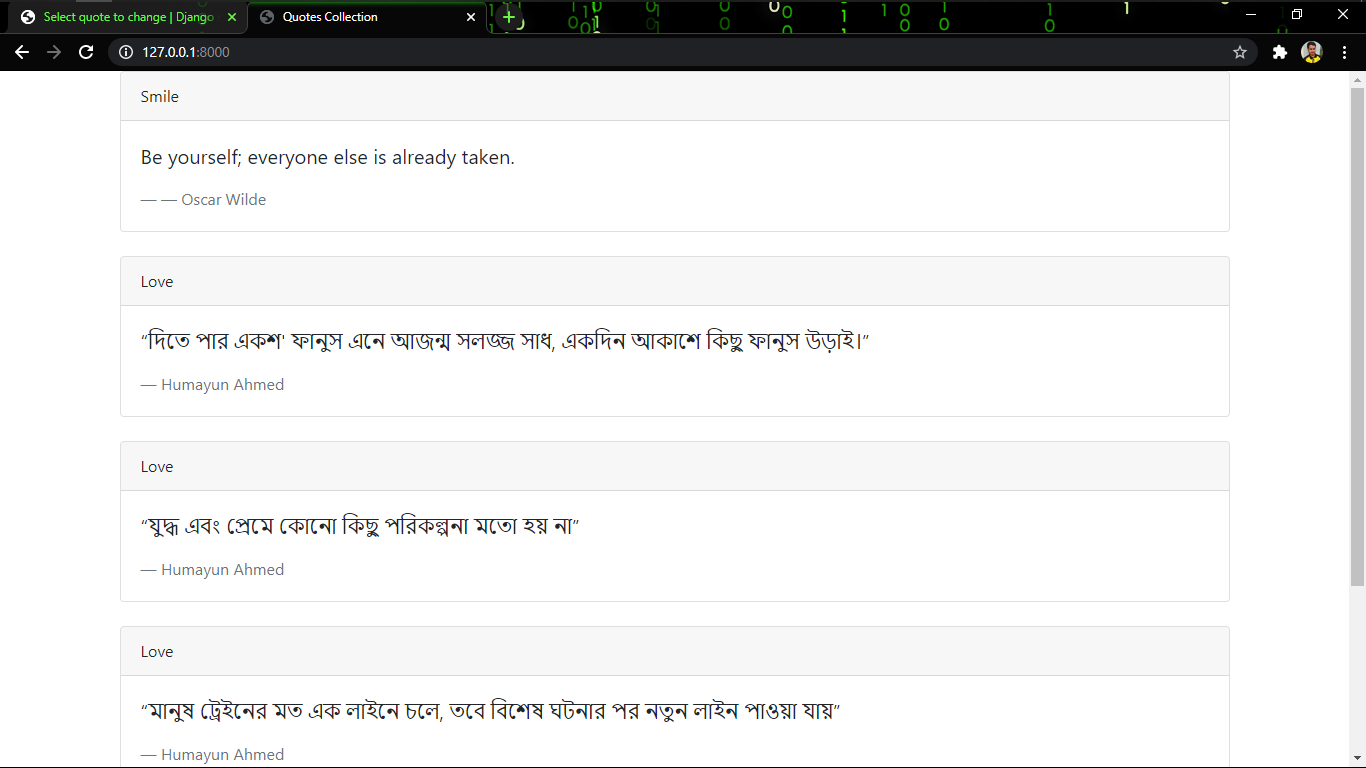 Select quote to change | Django
Quotes Collection
127.0.0.1:8000
Smile
Be yourself; everyone else is already taken.
— — Oscar Wilde
Love
“দিতে পার একশ' ফানুস এনে আজন্ম সলজ্জ সাধ, একদিন আকাশে কিছু ফানুস উড়াই।”
— Humayun Ahmed
Love
“যুদ্ধ এবং প্রেমে কোনো কিছু পরিকল্পনা মতো হয় না”
— Humayun Ahmed
Love
“মানুষ ট্রেইনের মত এক লাইনে চলে, তবে বিশেষ ঘটনার পর নতুন লাইন পাওয়া যায়”
— Humayun Ahmed